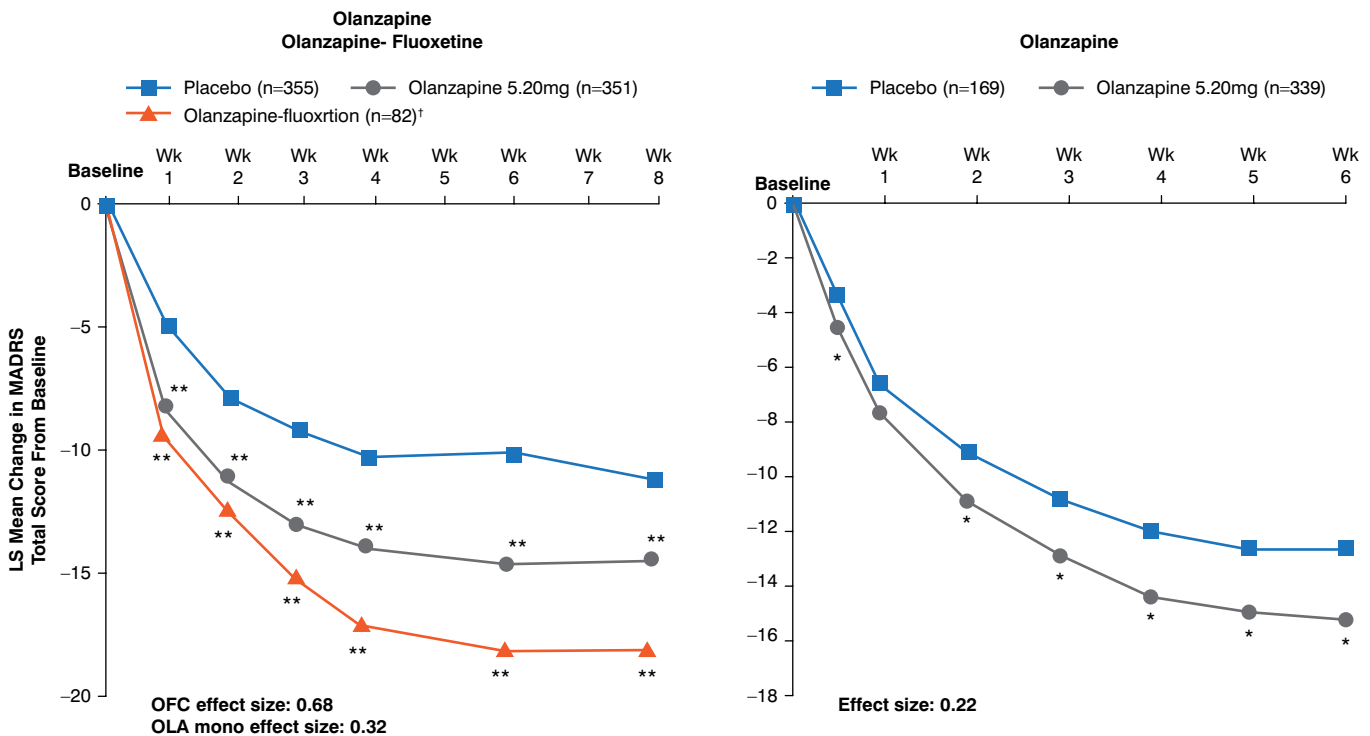 Olanzapine
Olanzapine- Fluoxetine
Placebo (n=355) Olanzapine 5.20mg (n=351)
Olanzapine-fluoxrtion (n=82)†
Baseline Wk 1 Wk 2 Wk 3 Wk 4 Wk 6 Wk 7 Wk 8
LS Mean Change in MADRS
Total Score From Baseline
0
–5
** 
**
**
**
–10
**
**
**
**
**
**
–15
**
**
–20
OFC effect size: 0.68
OLA mono effect size: 0.32
Olanzapine
Placebo (n=169) Olanzapine 5.20mg (n=339)
Baseline Wk 1 Wk 2 Wk 3 Wk 4 Wk 5 Wk 6
0
–2
–4
*
–6
–8
–10
*
–12
*
–14
*
*
*
–16
–18
Effect size: 0.22